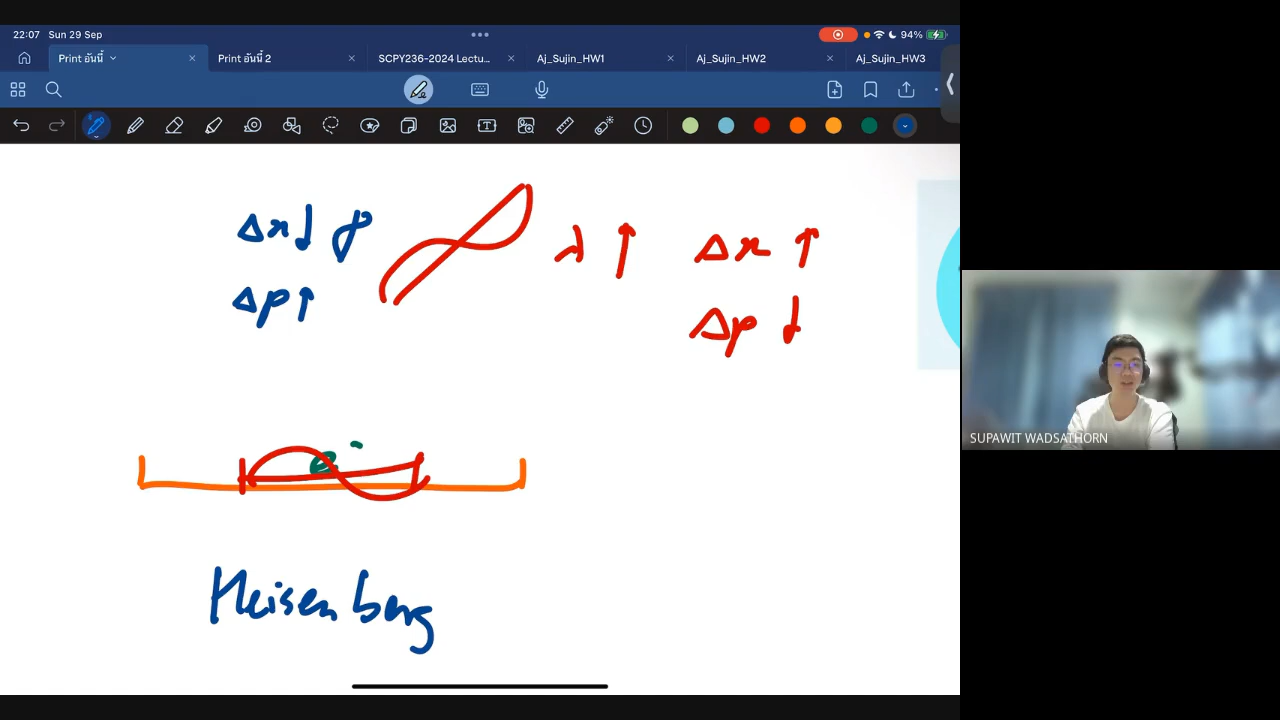 22:07 Sun 29 Sep
94%
Print อันนี้
Print อันนี้ 2
SCPY236-2024 Lectu...
Aj_Sujin_HW1
Aj_Sujin_HW2
Aj_Sujin_HW3
Δx↓
Δp↑
λ ↑
Δx ↑
Δp ↓
e⁻
Heisenberg
SUPAWIT WADSATHORN